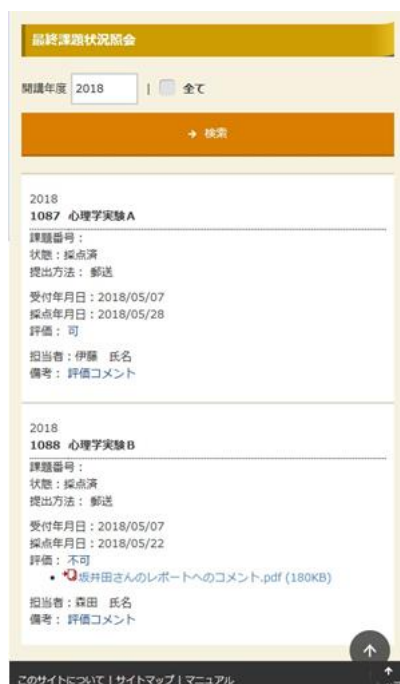 最終課題状況照会
開講年度 2018 | 全て
→ 検索
2018
1087 心理学実験A
課題番号：
状態：採点済
提出方法： 郵送
受付年月日：2018/05/07
採点年月日：2018/05/28
評価： 可
担当者：伊藤 氏名
備考： 評価コメント
2018
1088 心理学実験B
課題番号：
状態：採点済
提出方法： 郵送
受付年月日：2018/05/07
採点年月日：2018/05/22
評価： 不可
坂井田さんのレポートへのコメント.pdf (180KB)
担当者：森田 氏名
備考： 評価コメント
このサイトについて | サイトマップ | マニュアル